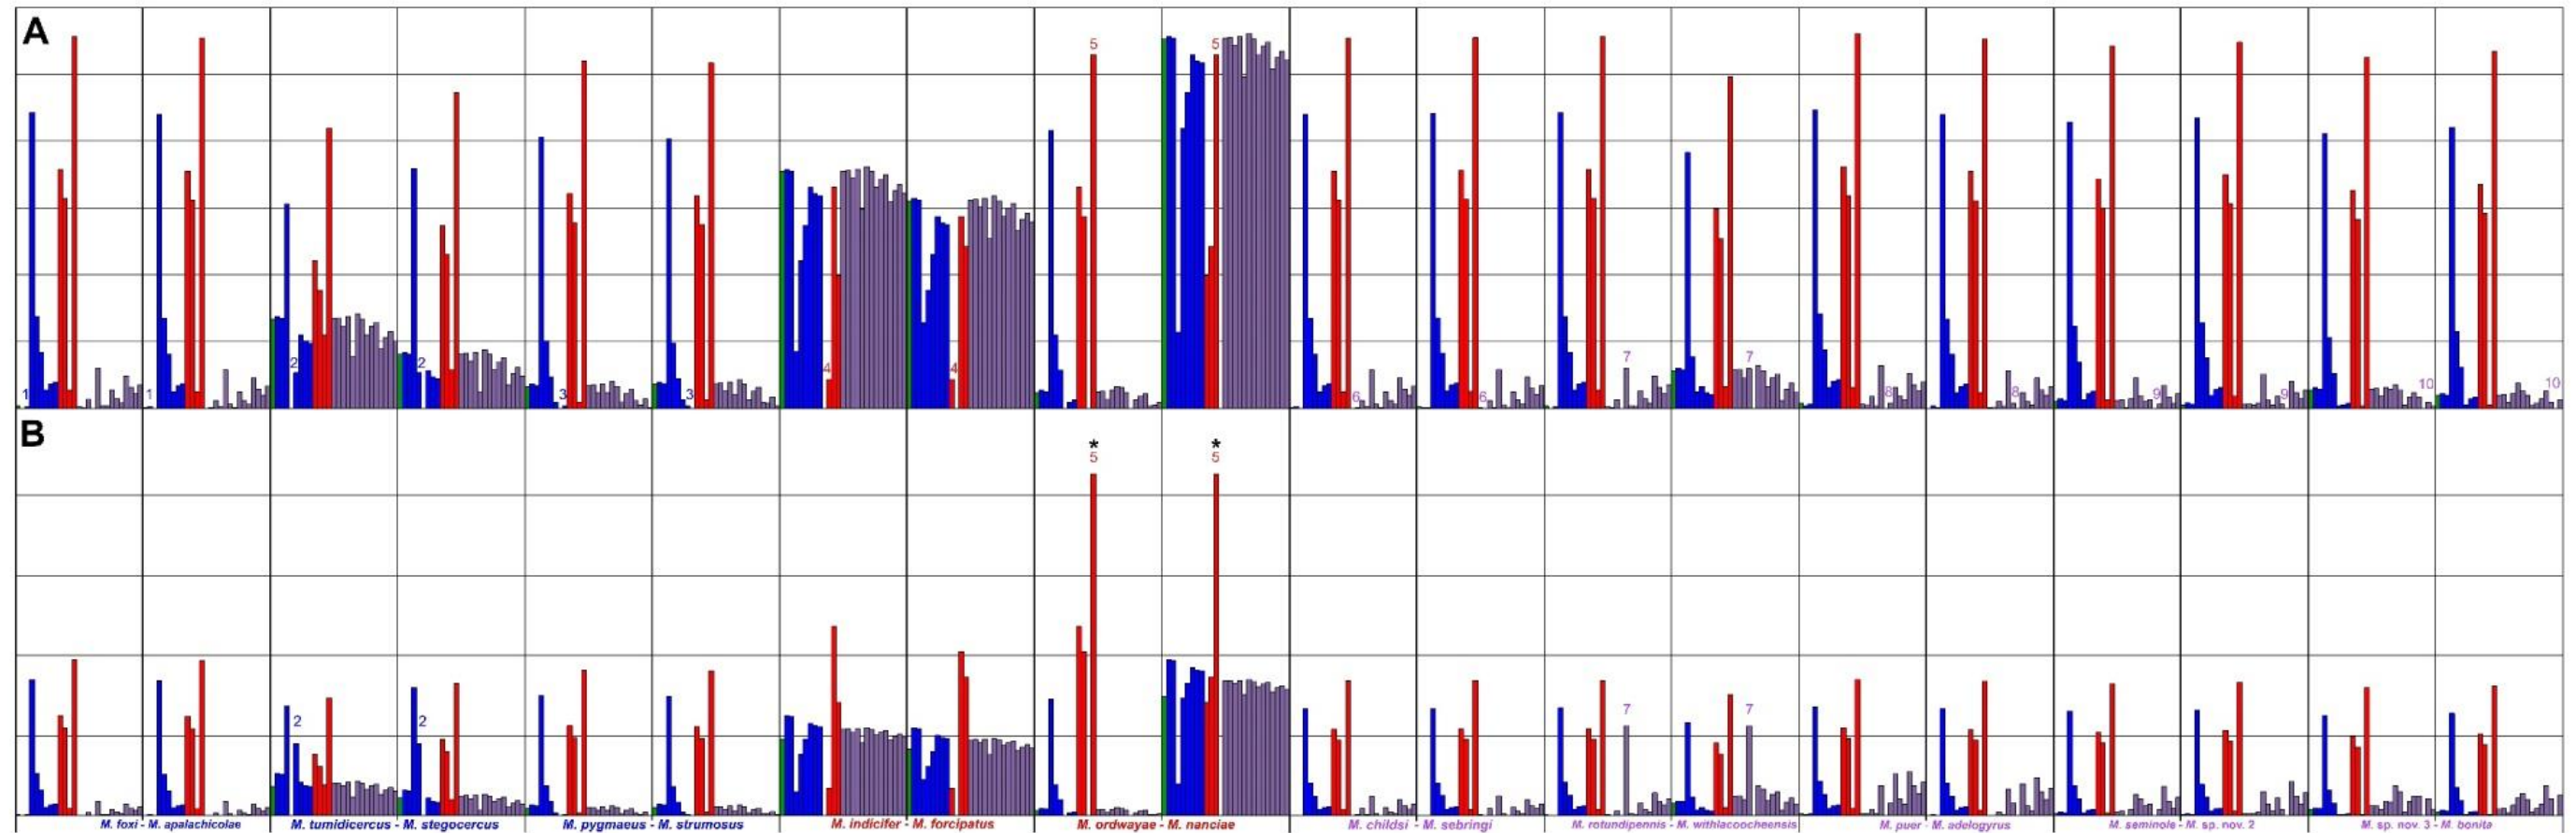 A
5 5
7 7
2 2
4 4
1 1 3 3 6 6 8 8 9 9 10 10
B
* *
5 5
2 2 7 7
M. foxi - M. apalachicolae M. tumidicercus - M. stegocercus M. pygmaeus - M. strumosus M. indicifer - M. forcipatus M. ordwayae - M. nanciae M. childsi - M. sebringi M. rotundipennis - M. withlacoocheensis M. puer - M. adelogyrus M. seminole - M. sp. nov. 2 M. sp. nov. 3 - M. bonita